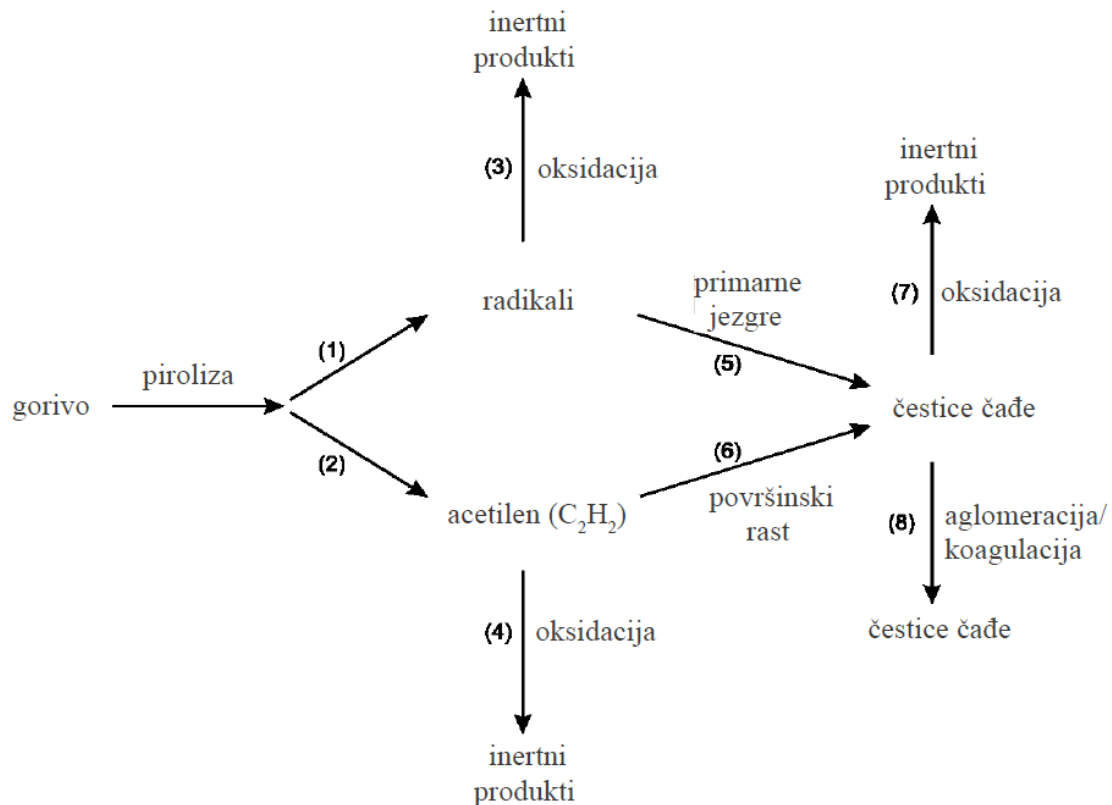 inertni
produkti
(3) oksidacija
inertni
produkti
radikali
primarne
jezgre
(7) oksidacija
(1)
(5)
piroliza
gorivo
čestice čađe
(2)
(6)
acetilen (C₂H₂)
površinski
rast
(8) aglomeracija/
koagulacija
(4) oksidacija
čestice čađe
inertni
produkti